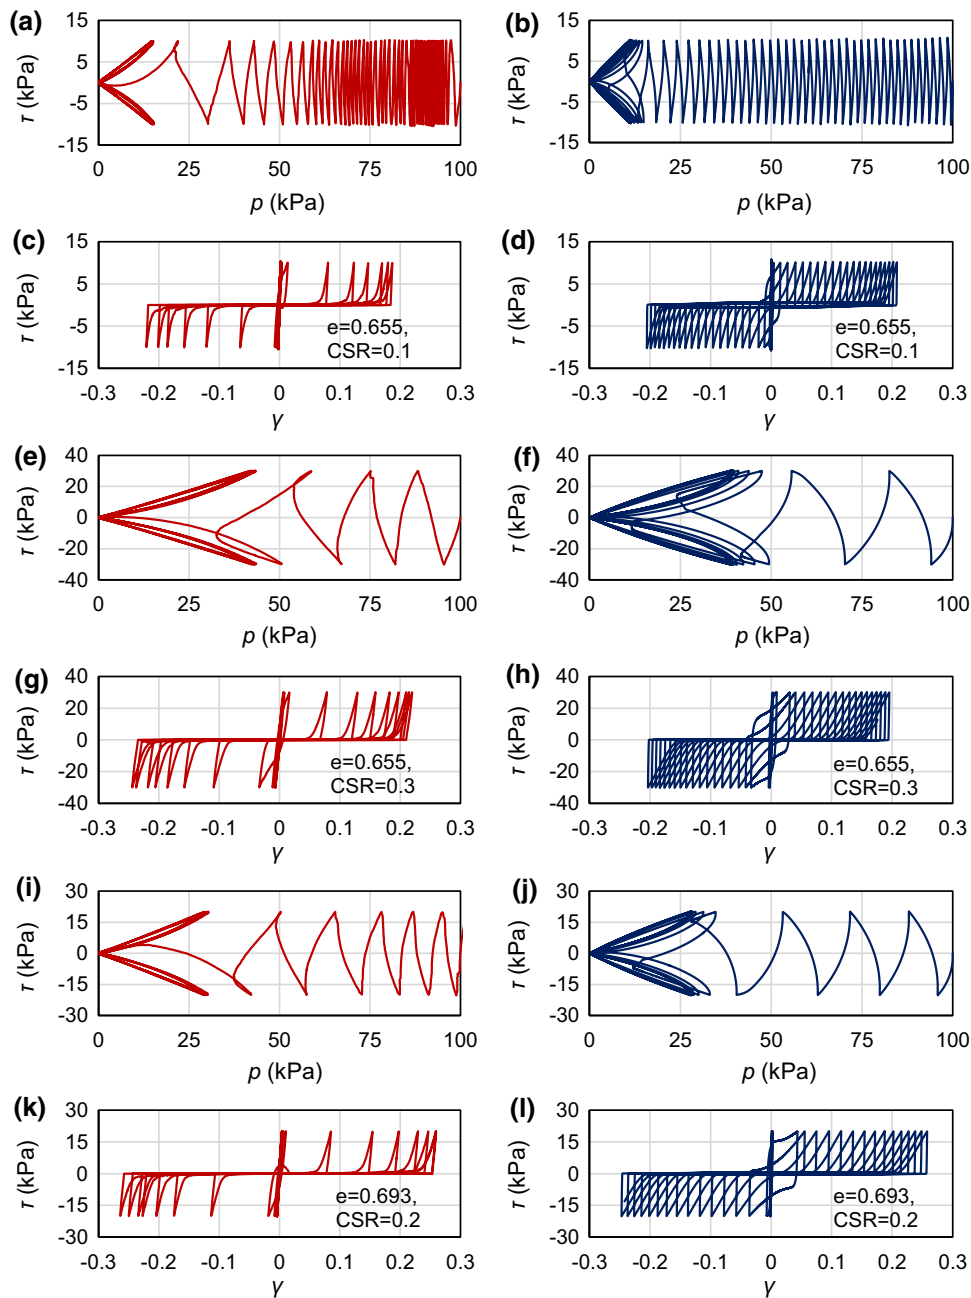 (a)
15
5
-5
-15
τ (kPa)
0 25 50 75 100
p (kPa)
(b)
15
5
-5
-15
τ (kPa)
0 25 50 75 100
p (kPa)
(c)
15
5
-5
-15
τ (kPa)
e=0.655,
CSR=0.1
-0.3 -0.2 -0.1 0 0.1 0.2 0.3
γ
(d)
15
5
-5
-15
τ (kPa)
e=0.655,
CSR=0.1
-0.3 -0.2 -0.1 0 0.1 0.2 0.3
γ
(e)
40
20
0
-20
-40
τ (kPa)
0 25 50 75 100
p (kPa)
(f)
40
20
0
-20
-40
τ (kPa)
0 25 50 75 100
p (kPa)
(g)
40
20
0
-20
-40
τ (kPa)
e=0.655,
CSR=0.3
-0.3 -0.2 -0.1 0 0.1 0.2 0.3
γ
(h)
40
20
0
-20
-40
τ (kPa)
e=0.655,
CSR=0.3
-0.3 -0.2 -0.1 0 0.1 0.2 0.3
γ
(i)
30
15
0
-15
-30
τ (kPa)
0 25 50 75 100
p (kPa)
(j)
30
15
0
-15
-30
τ (kPa)
0 25 50 75 100
p (kPa)
(k)
30
15
0
-15
-30
τ (kPa)
e=0.693,
CSR=0.2
-0.3 -0.2 -0.1 0 0.1 0.2 0.3
γ
(l)
30
15
0
-15
-30
τ (kPa)
e=0.693,
CSR=0.2
-0.3 -0.2 -0.1 0 0.1 0.2 0.3
γ